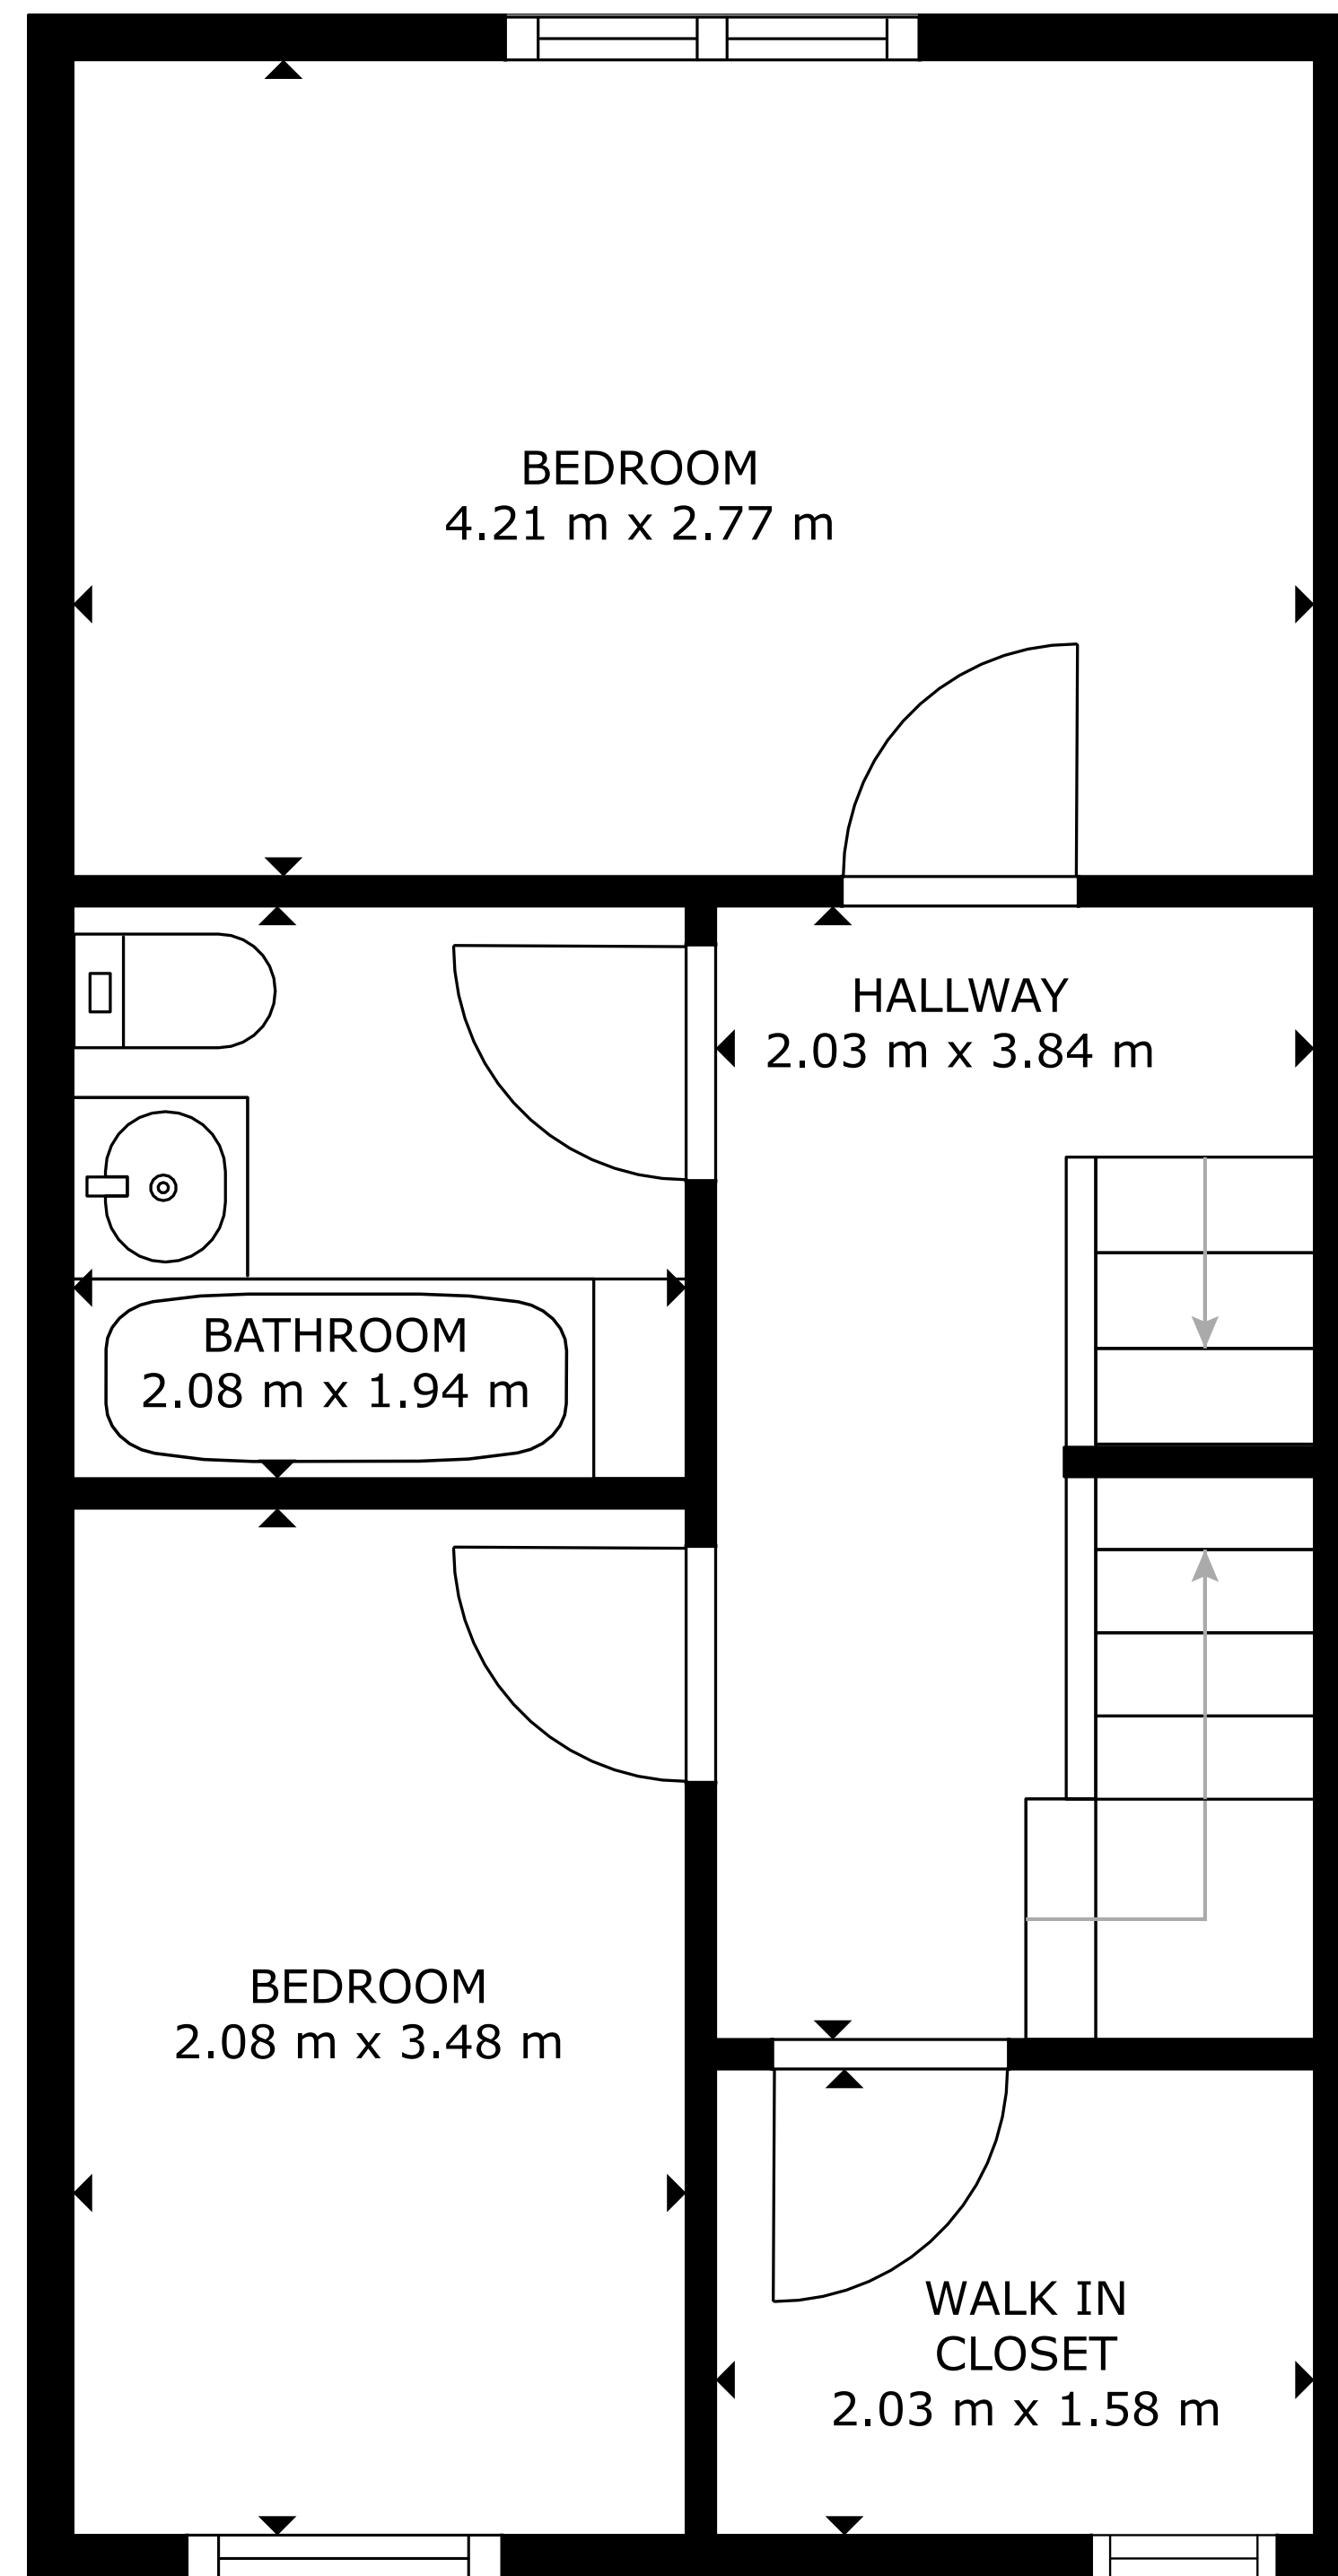 BEDROOM
4.21 m x 2.77 m
HALLWAY
2.03 m x 3.84 m
BATHROOM
2.08 m x 1.94 m
BEDROOM
2.08 m x 3.48 m
WALK IN
CLOSET
2.03 m x 1.58 m